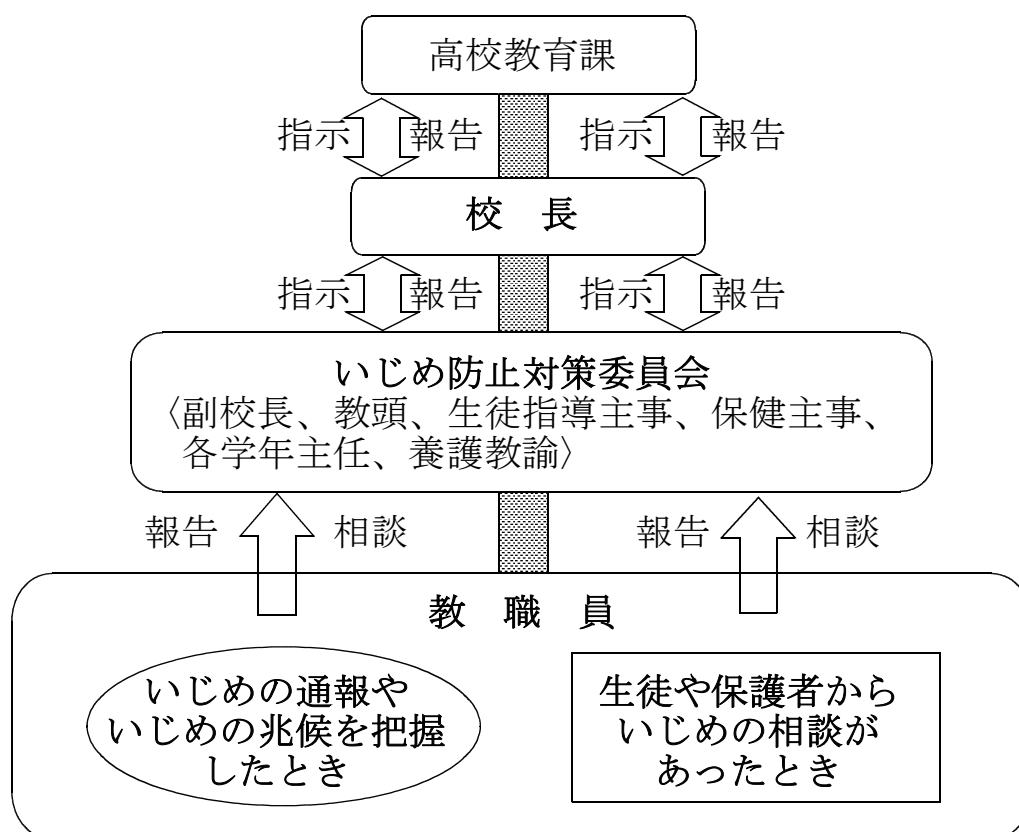 高校教育課
指示 報告 指示 報告
校 長
指示 報告 指示 報告
いじめ防止対策委員会
〈副校長、教頭、生徒指導主事、保健主事、
各学年主任、養護教諭〉
報告 相談 報告 相談
教 職 員
いじめの通報や
いじめの兆候を把握
したとき
生徒や保護者から
いじめの相談が
あったとき